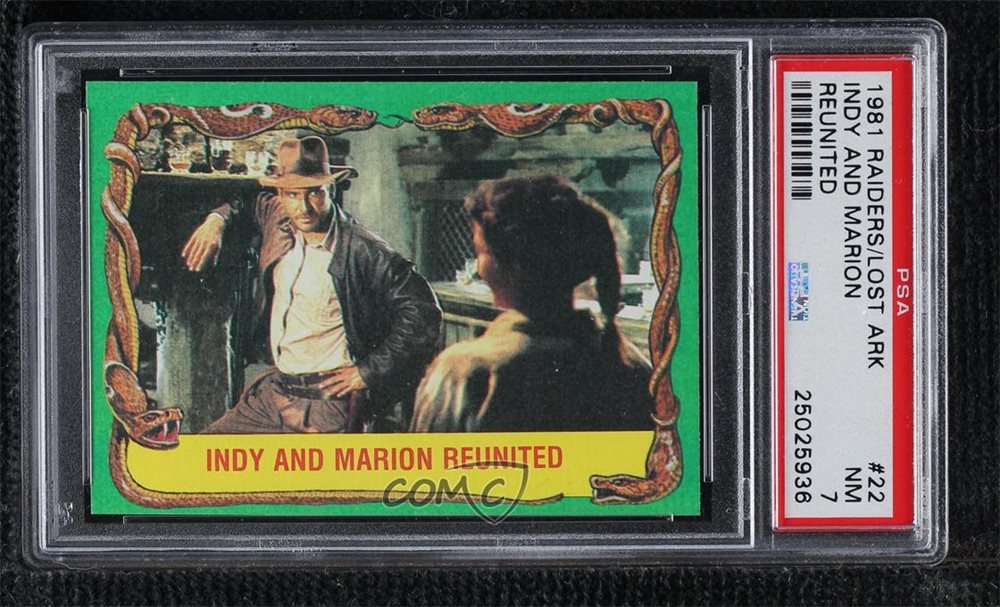 INDY AND MARION REUNITED
COMC
PSA
1981 RAIDERS/LOST ARK
#22
INDY AND MARION
NM
REUNITED
7
25025936